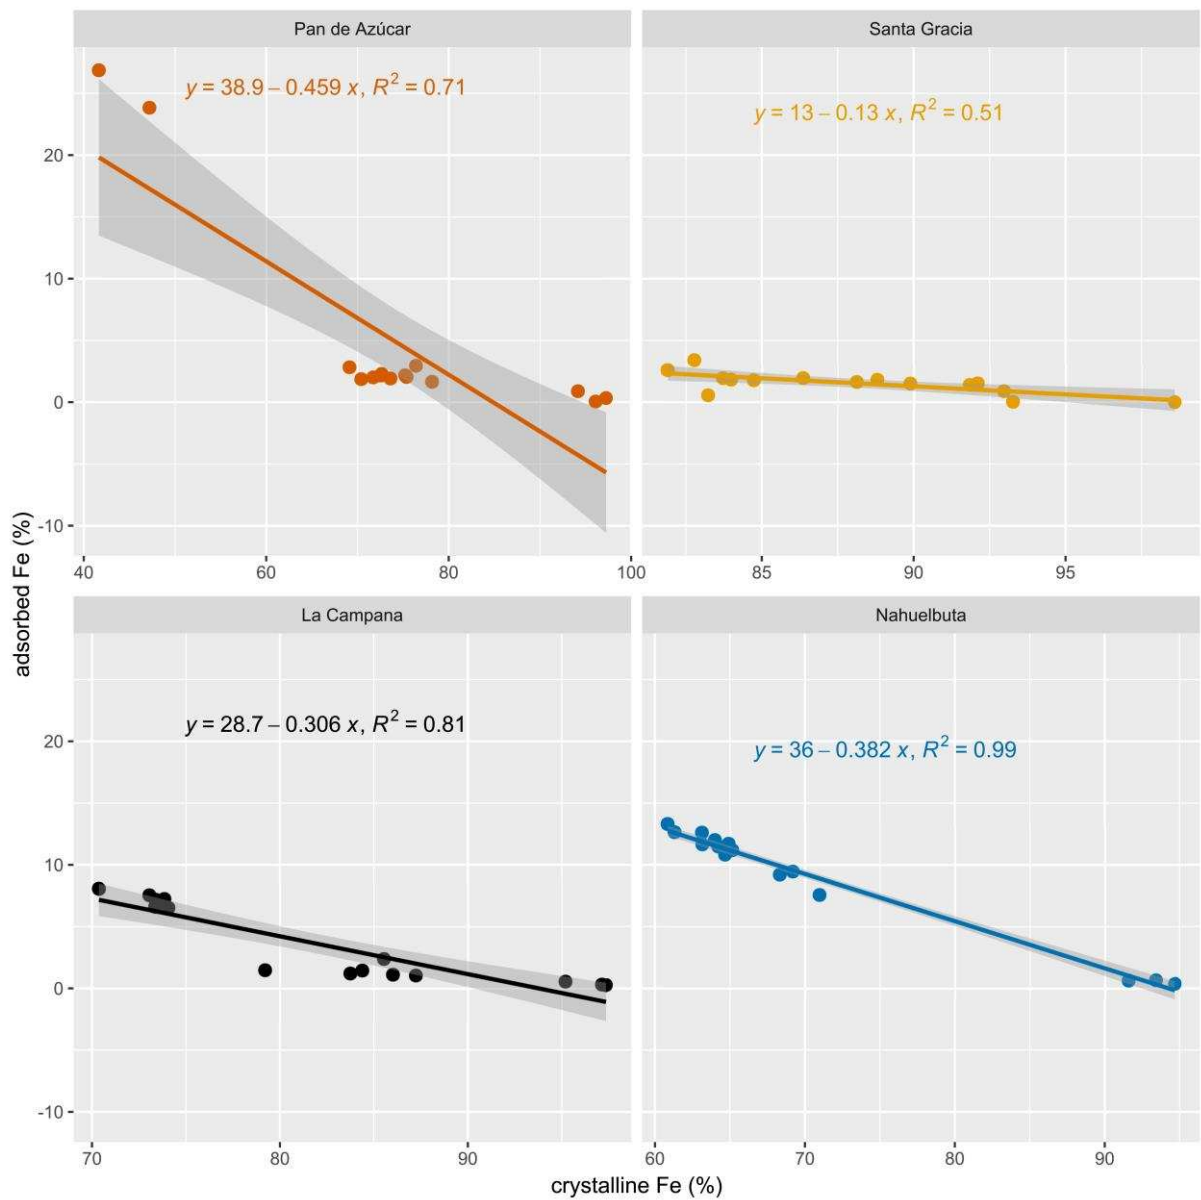 Pan de Azúcar
Santa Gracia
y = 38.9 – 0.459 x, R² = 0.71
y = 13 – 0.13 x, R² = 0.51
20
10
0
-10
40 60 80 100
85 90 95
adsorbed Fe (%)
La Campana
Nahuelbuta
y = 28.7 – 0.306 x, R² = 0.81
y = 36 – 0.382 x, R² = 0.99
20
10
0
-10
70 80 90
60 70 80 90
crystalline Fe (%)